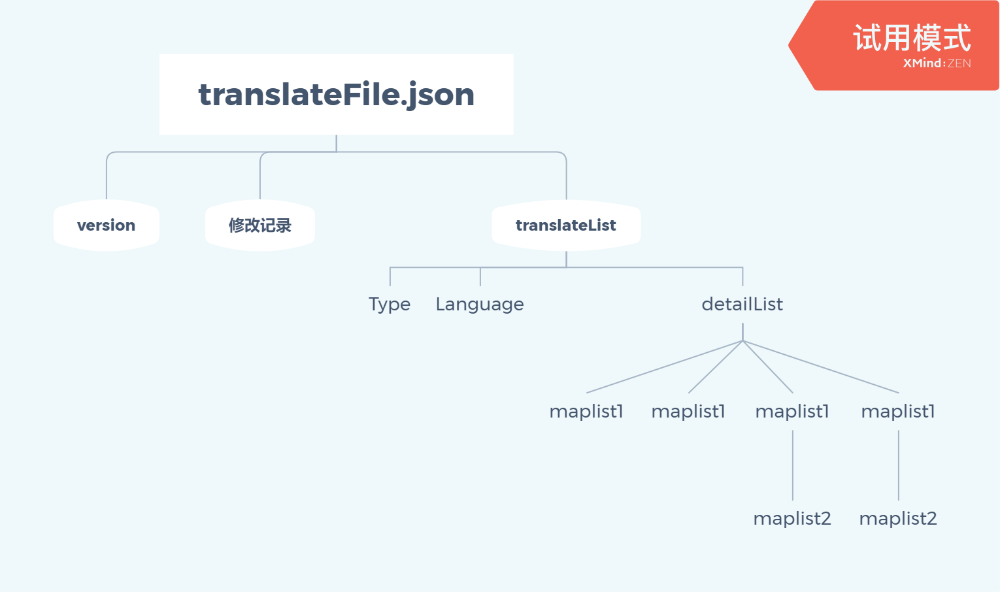 试用模式
XMind:ZEN
translateFile.json
version
修改记录
translateList
Type
Language
detailList
maplist1
maplist1
maplist1
maplist1
maplist2
maplist2